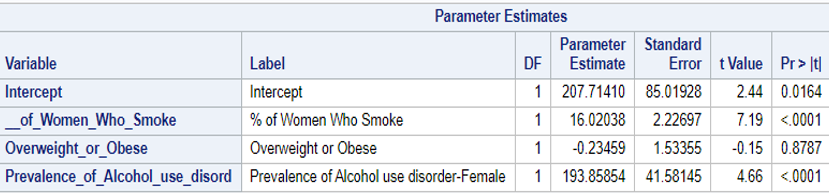 Parameter Estimates
Variable Label DF Parameter Estimate Standard Error t Value Pr > |t|
Intercept Intercept 1 207.71410 85.01928 2.44 0.0164
__of_Women_Who_Smoke % of Women Who Smoke 1 16.02038 2.22697 7.19 <.0001
Overweight_or_Obese Overweight or Obese 1 -0.23459 1.53355 -0.15 0.8787
Prevalence_of_Alcohol_use_disord Prevalence of Alcohol use disorder-Female 1 193.85854 41.58145 4.66 <.0001